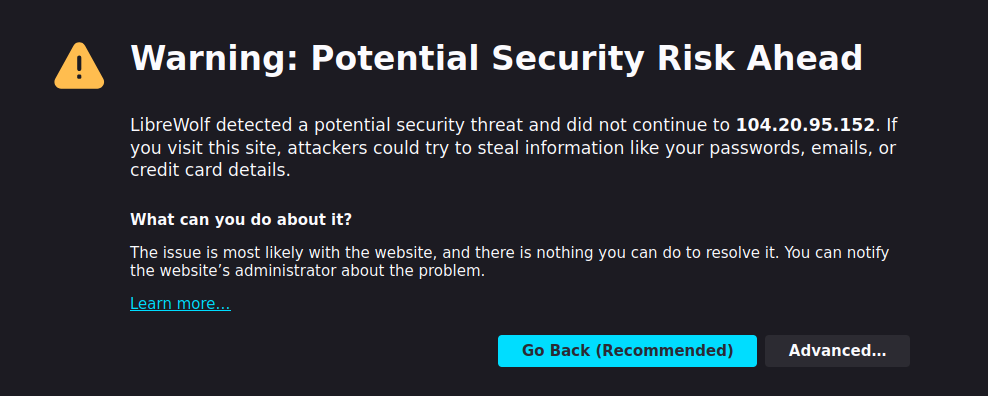 Warning: Potential Security Risk Ahead
LibreWolf detected a potential security threat and did not continue to 104.20.95.152. If
you visit this site, attackers could try to steal information like your passwords, emails, or
credit card details.
What can you do about it?
The issue is most likely with the website, and there is nothing you can do to resolve it. You can notify
the website’s administrator about the problem.
Learn more…
Go Back (Recommended)
Advanced…